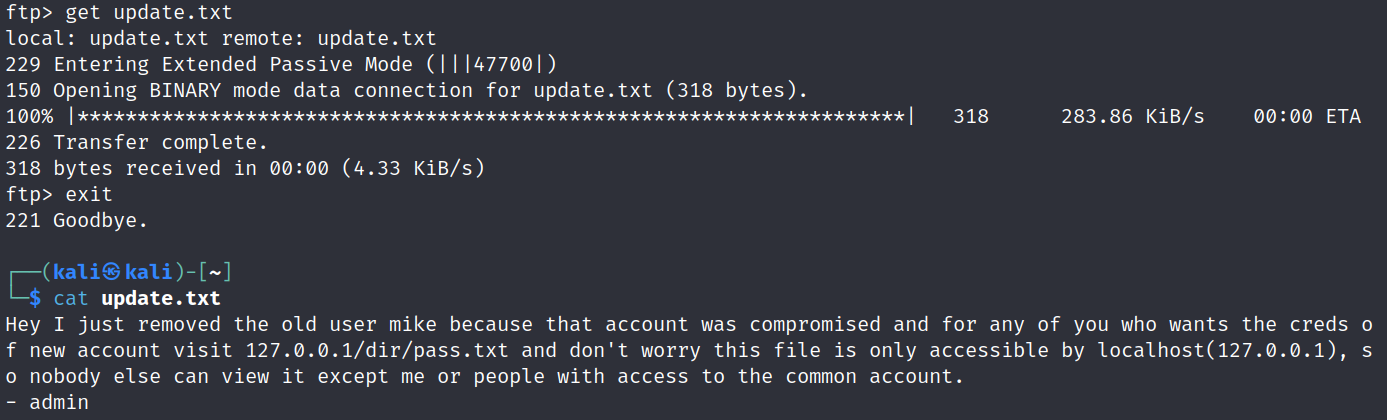 ftp> get update.txt
local: update.txt remote: update.txt
229 Entering Extended Passive Mode (|||47700|)
150 Opening BINARY mode data connection for update.txt (318 bytes).
100% |*********************************************************************| 318 283.86 KiB/s 00:00 ETA
226 Transfer complete.
318 bytes received in 00:00 (4.33 KiB/s)
ftp> exit
221 Goodbye.
┌──(kali㉿kali)-[~]
└─$ cat update.txt
Hey I just removed the old user mike because that account was compromised and for any of you who wants the creds o
f new account visit 127.0.0.1/dir/pass.txt and don't worry this file is only accessible by localhost(127.0.0.1), s
o nobody else can view it except me or people with access to the common account.
- admin